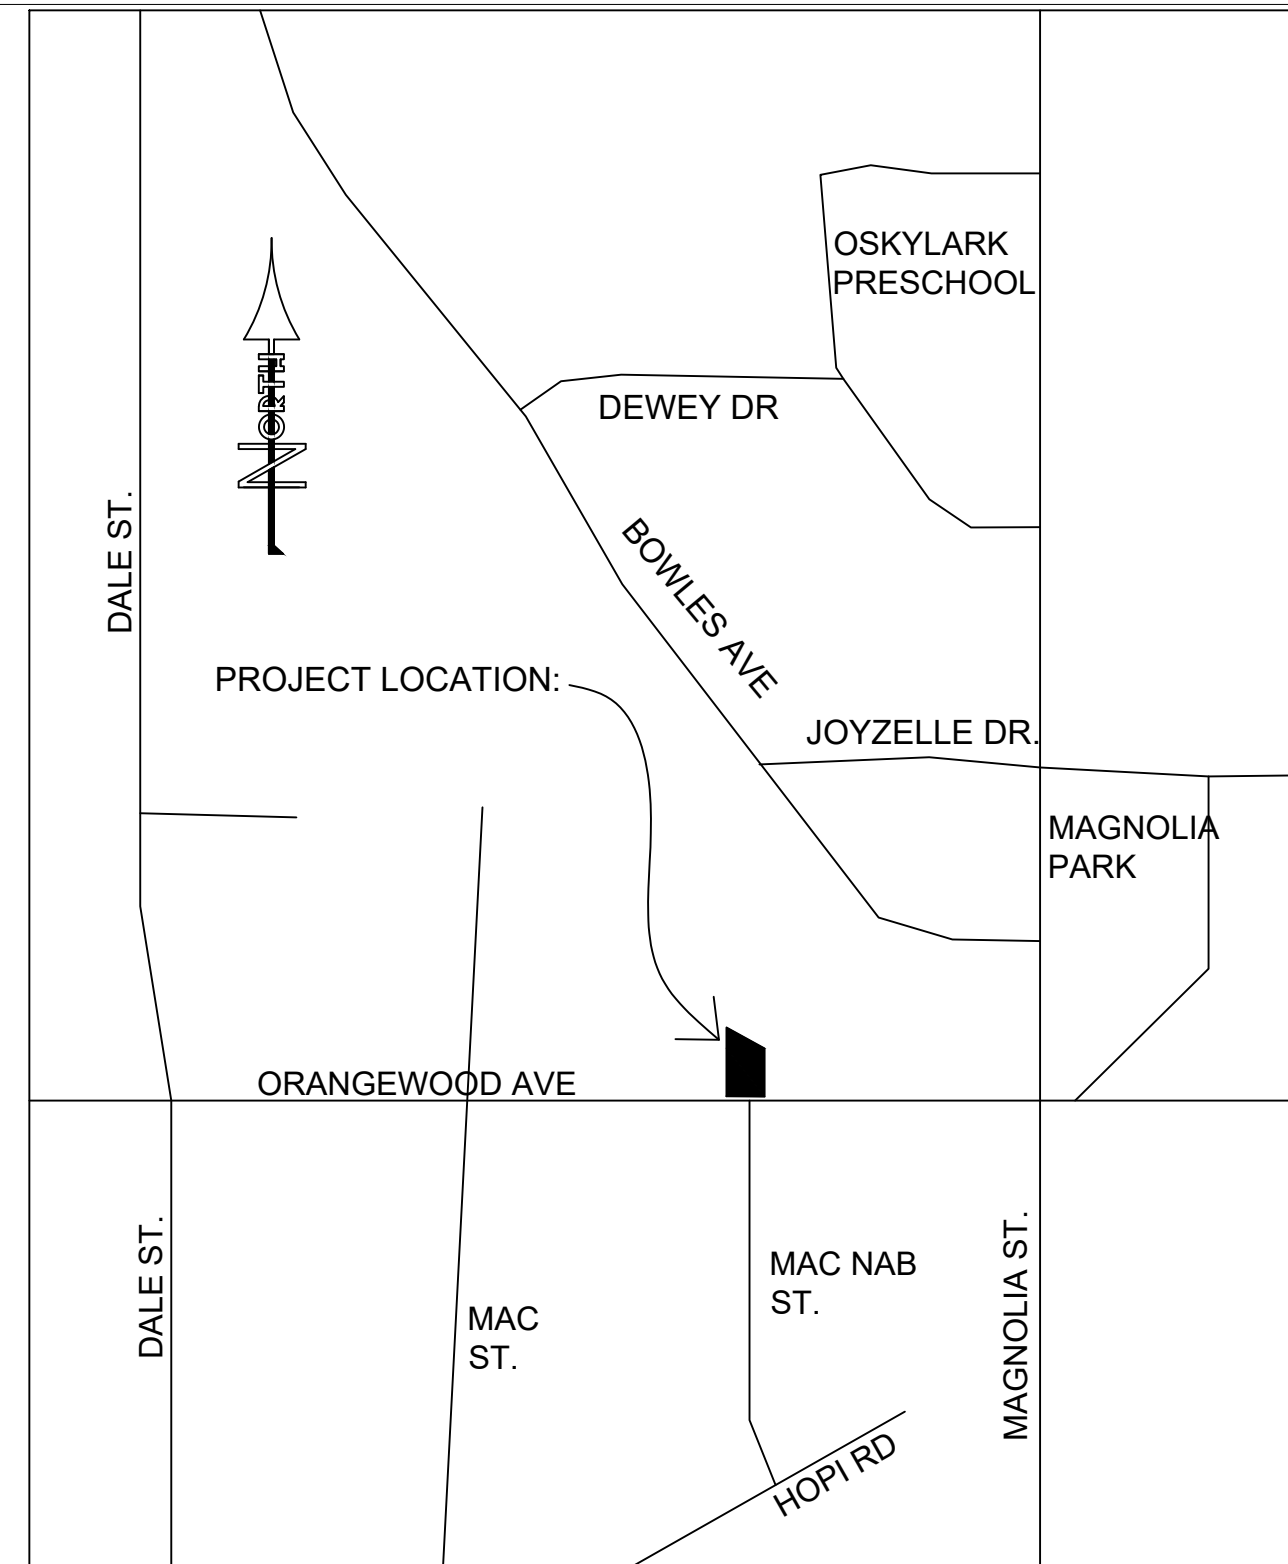 OSKYLARK
PRESCHOOL
NORTH
DEWEY DR
DALE ST.
BOWLES AVE
PROJECT LOCATION:
JOYZELLE DR.
MAGNOLIA
PARK
ORANGEWOOD AVE
DALE ST.
MAC
ST.
MAC NAB
ST.
MAGNOLIA ST.
HOPI RD